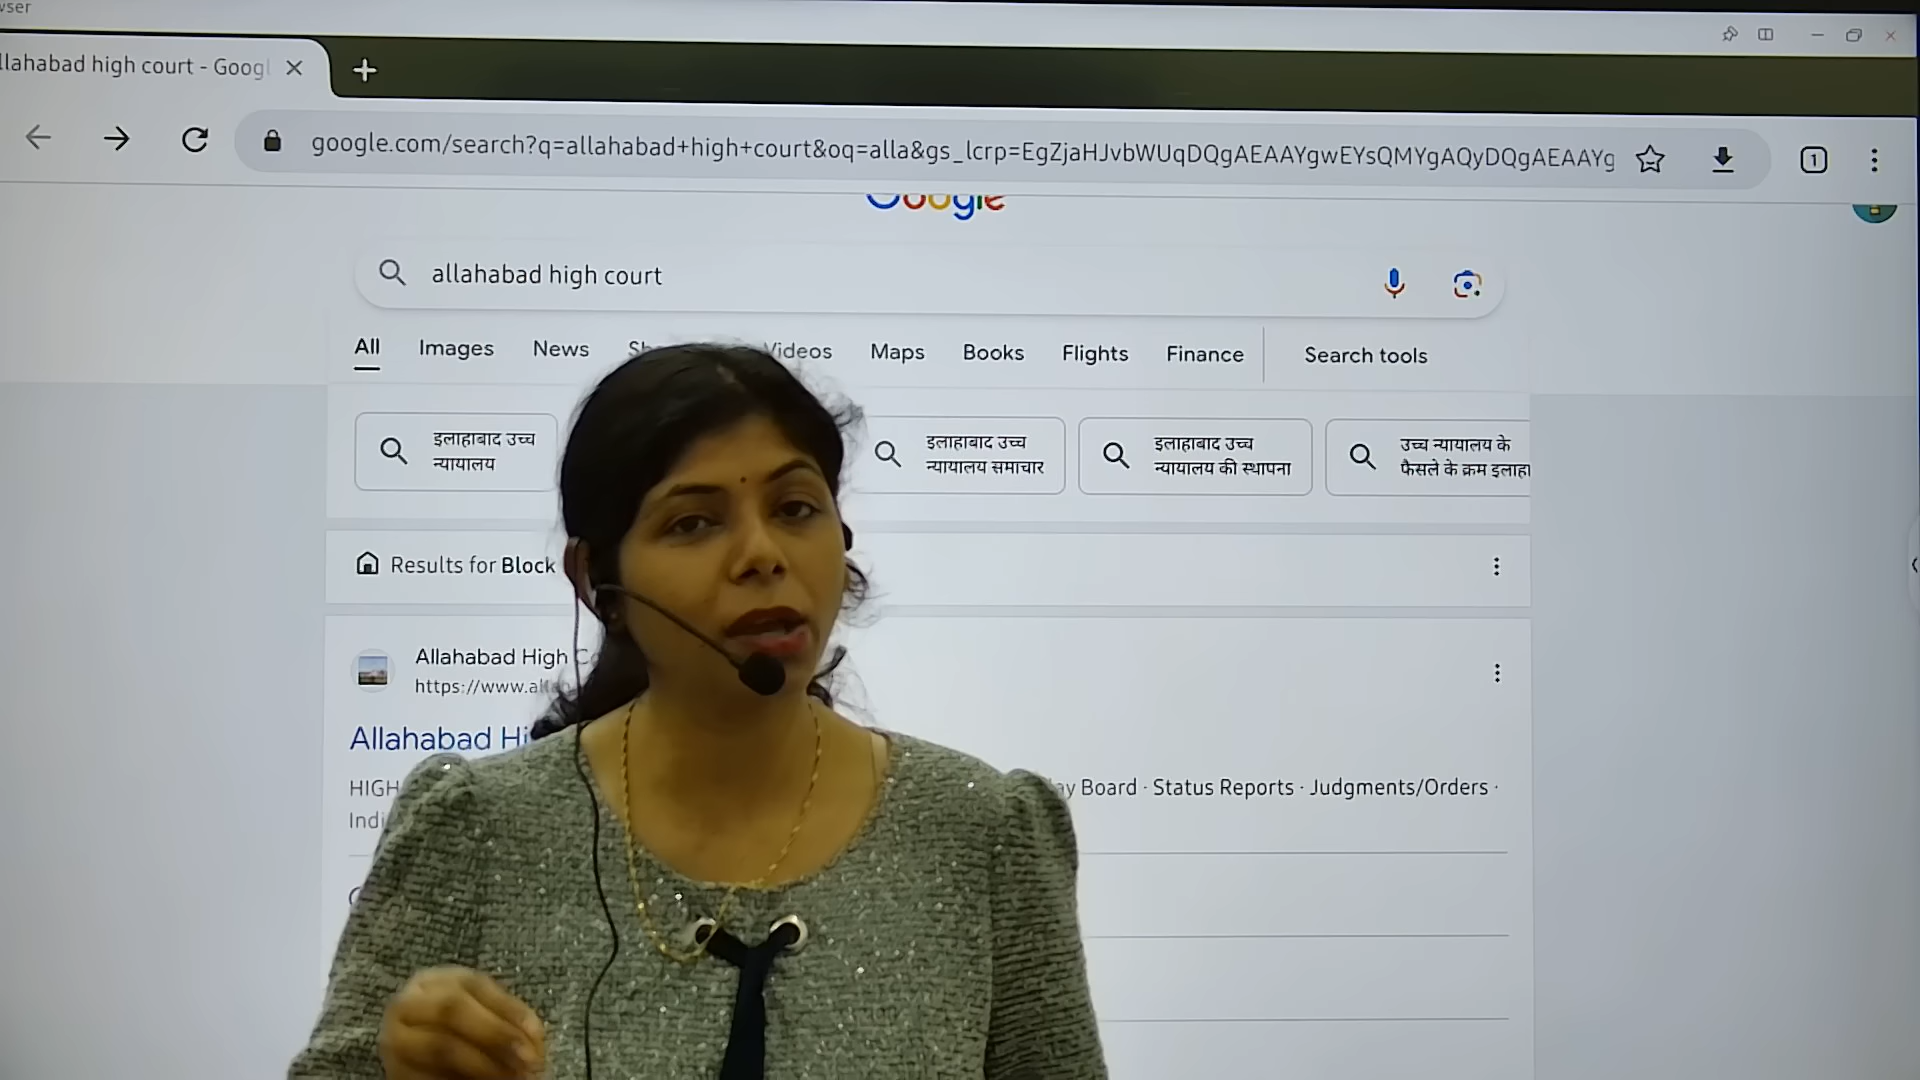 llahabad high court - Googl
google.com/search?q=allahabad+high+court&oq=alla&gs_lcrp=EgZjaHJvbWUqDQgAEAAYgwEYsQMYgAQyDQgAEAAYg
1
Google
allahabad high court
All Images News Videos Maps Books Flights Finance Search tools
इलाहाबाद उच्च
न्यायालय
इलाहाबाद उच्च
न्यायालय समाचार
इलाहाबाद उच्च
न्यायालय की स्थापना
उच्च न्यायालय के
फैसले के क्रम इलाहा
Results for Block
Allahabad High
https://www.al
Allahabad Hi
HIGH
ay Board · Status Reports · Judgments/Orders ·
Indi